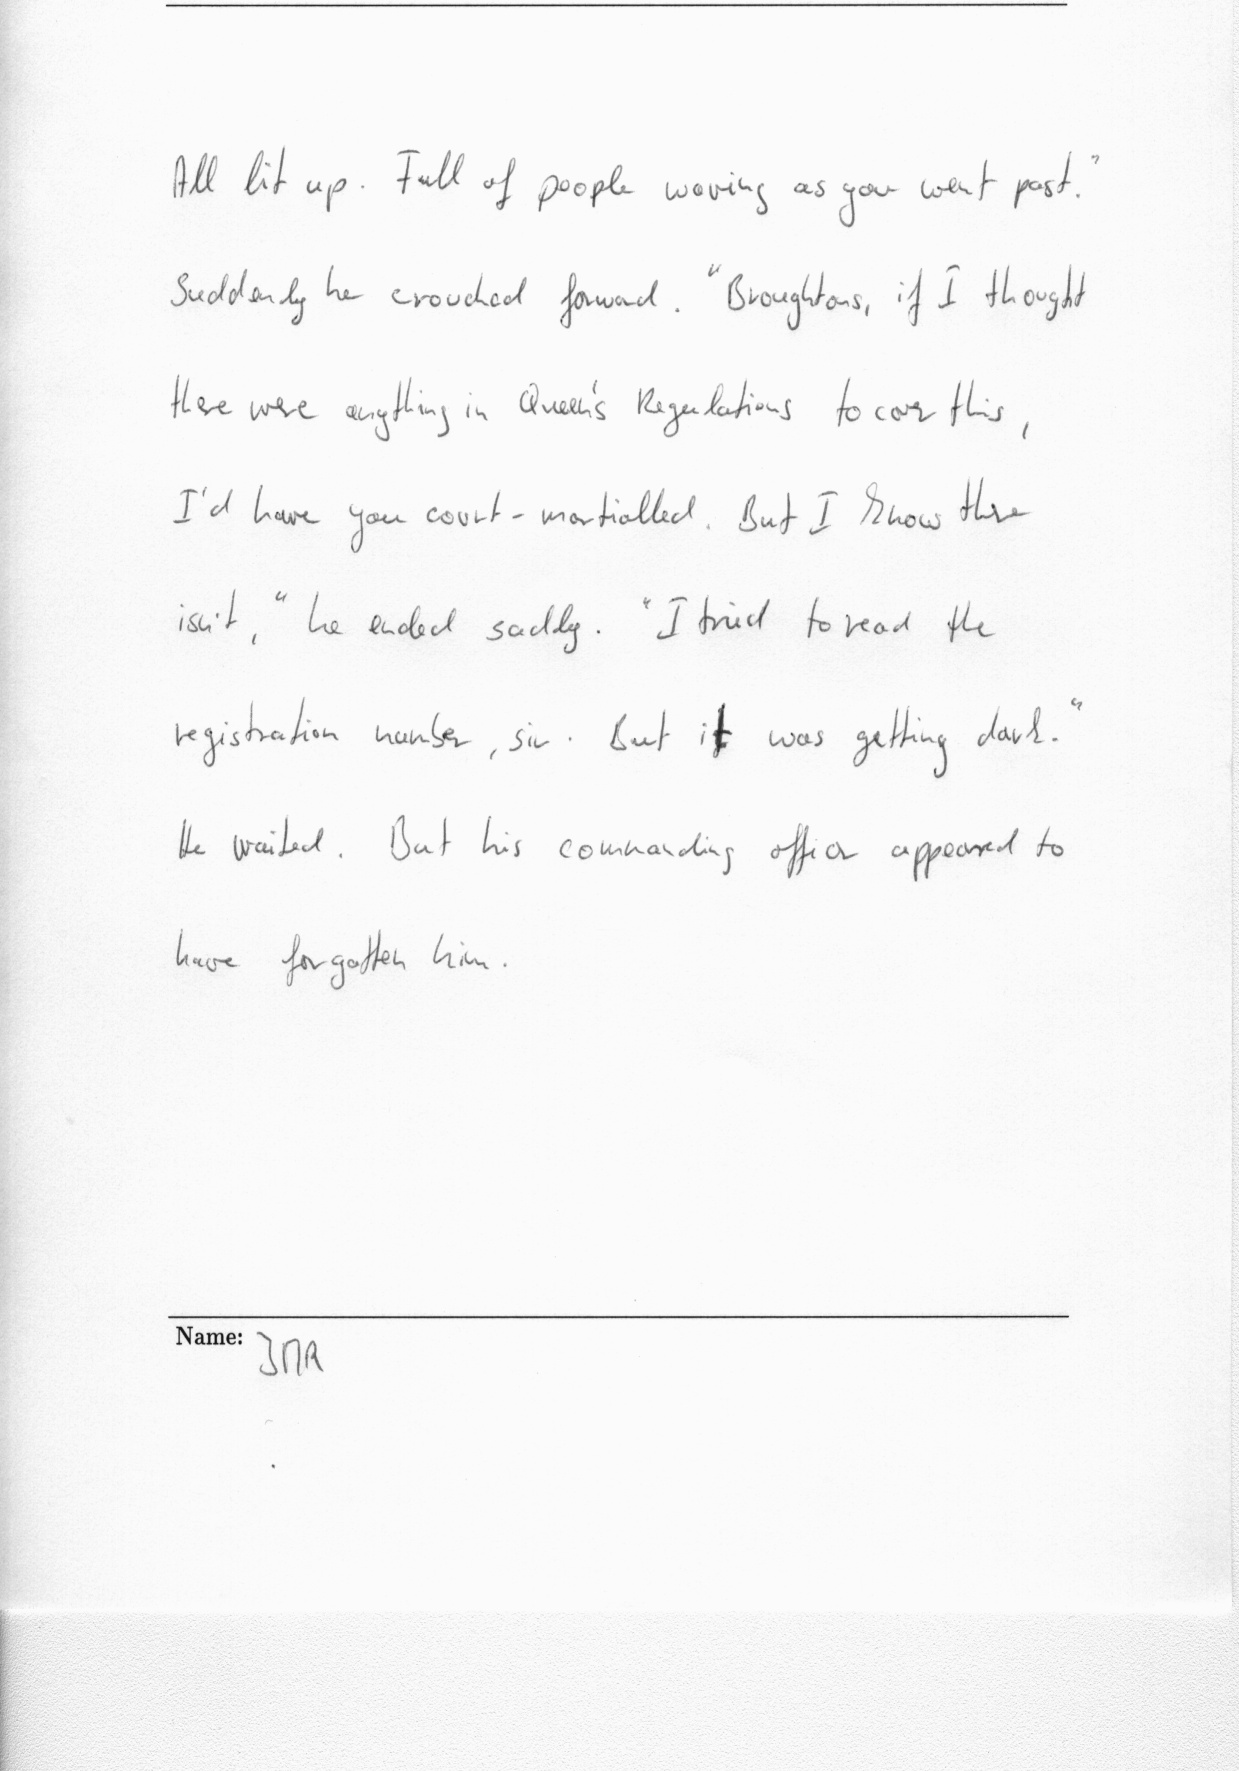 All lit up. Full of people waving as you went past."
Suddenly he crouched forward. "Broughtons, if I thought
there were anything in Queen's Regulations to cover this,
I'd have you court-martialled. But I know there
isn't," he ended sadly. "I tried to read the
registration number, sir. But it was getting dark."
He waited. But his commanding officer appeared to
have forgotten him.
Name: JMR